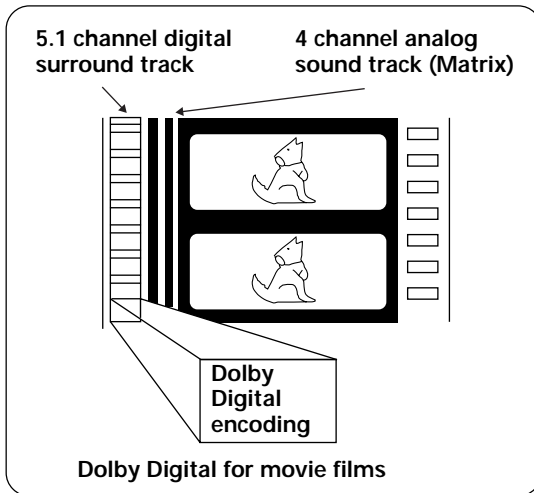 5.1 channel digital
surround track
4 channel analog
sound track (Matrix)
Dolby
Digital
encoding
Dolby Digital for movie films